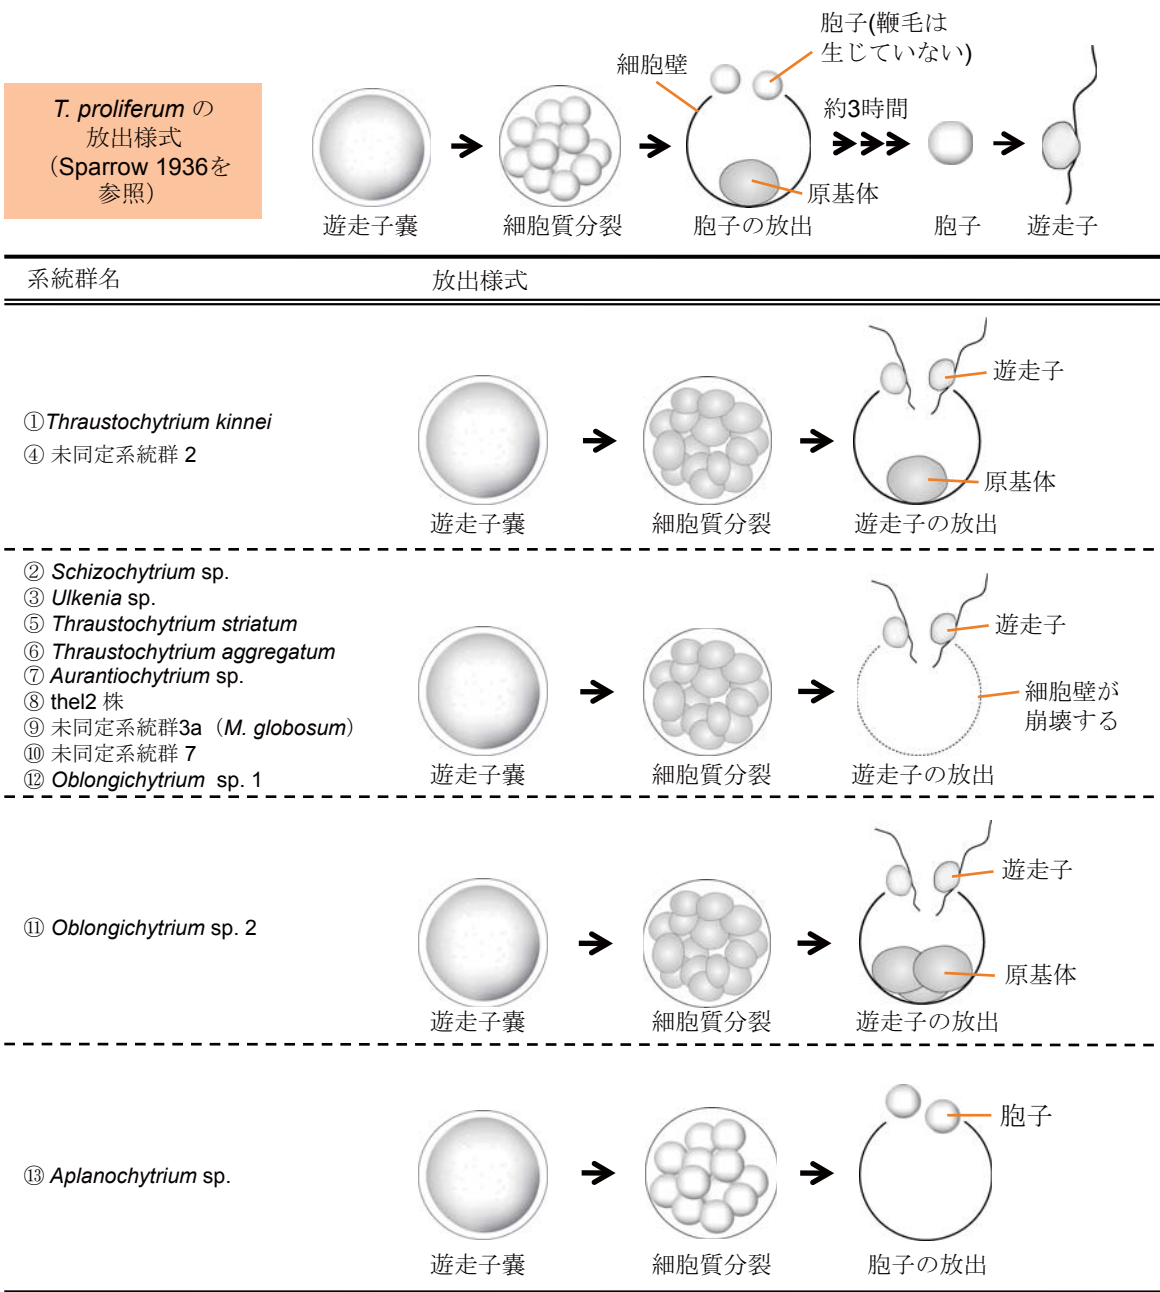 T. proliferum の
放出様式
（Sparrow 1936を
参照）
細胞壁
胞子(鞭毛は
生じていない)
約3時間
原基体
遊走子嚢
細胞質分裂
胞子の放出
胞子
遊走子
系統群名
放出様式
①Thraustochytrium kinnei
④ 未同定系統群 2
遊走子
原基体
遊走子嚢
細胞質分裂
遊走子の放出
② Schizochytrium sp.
③ Ulkenia sp.
⑤ Thraustochytrium striatum
⑥ Thraustochytrium aggregatum
⑦ Aurantiochytrium sp.
⑧ thel2 株
⑨ 未同定系統群3a（M. globosum）
⑩ 未同定系統群 7
⑫ Oblongichytrium sp. 1
遊走子
細胞壁が
崩壊する
遊走子嚢
細胞質分裂
遊走子の放出
⑪ Oblongichytrium sp. 2
遊走子
原基体
遊走子嚢
細胞質分裂
遊走子の放出
⑬ Aplanochytrium sp.
胞子
遊走子嚢
細胞質分裂
胞子の放出